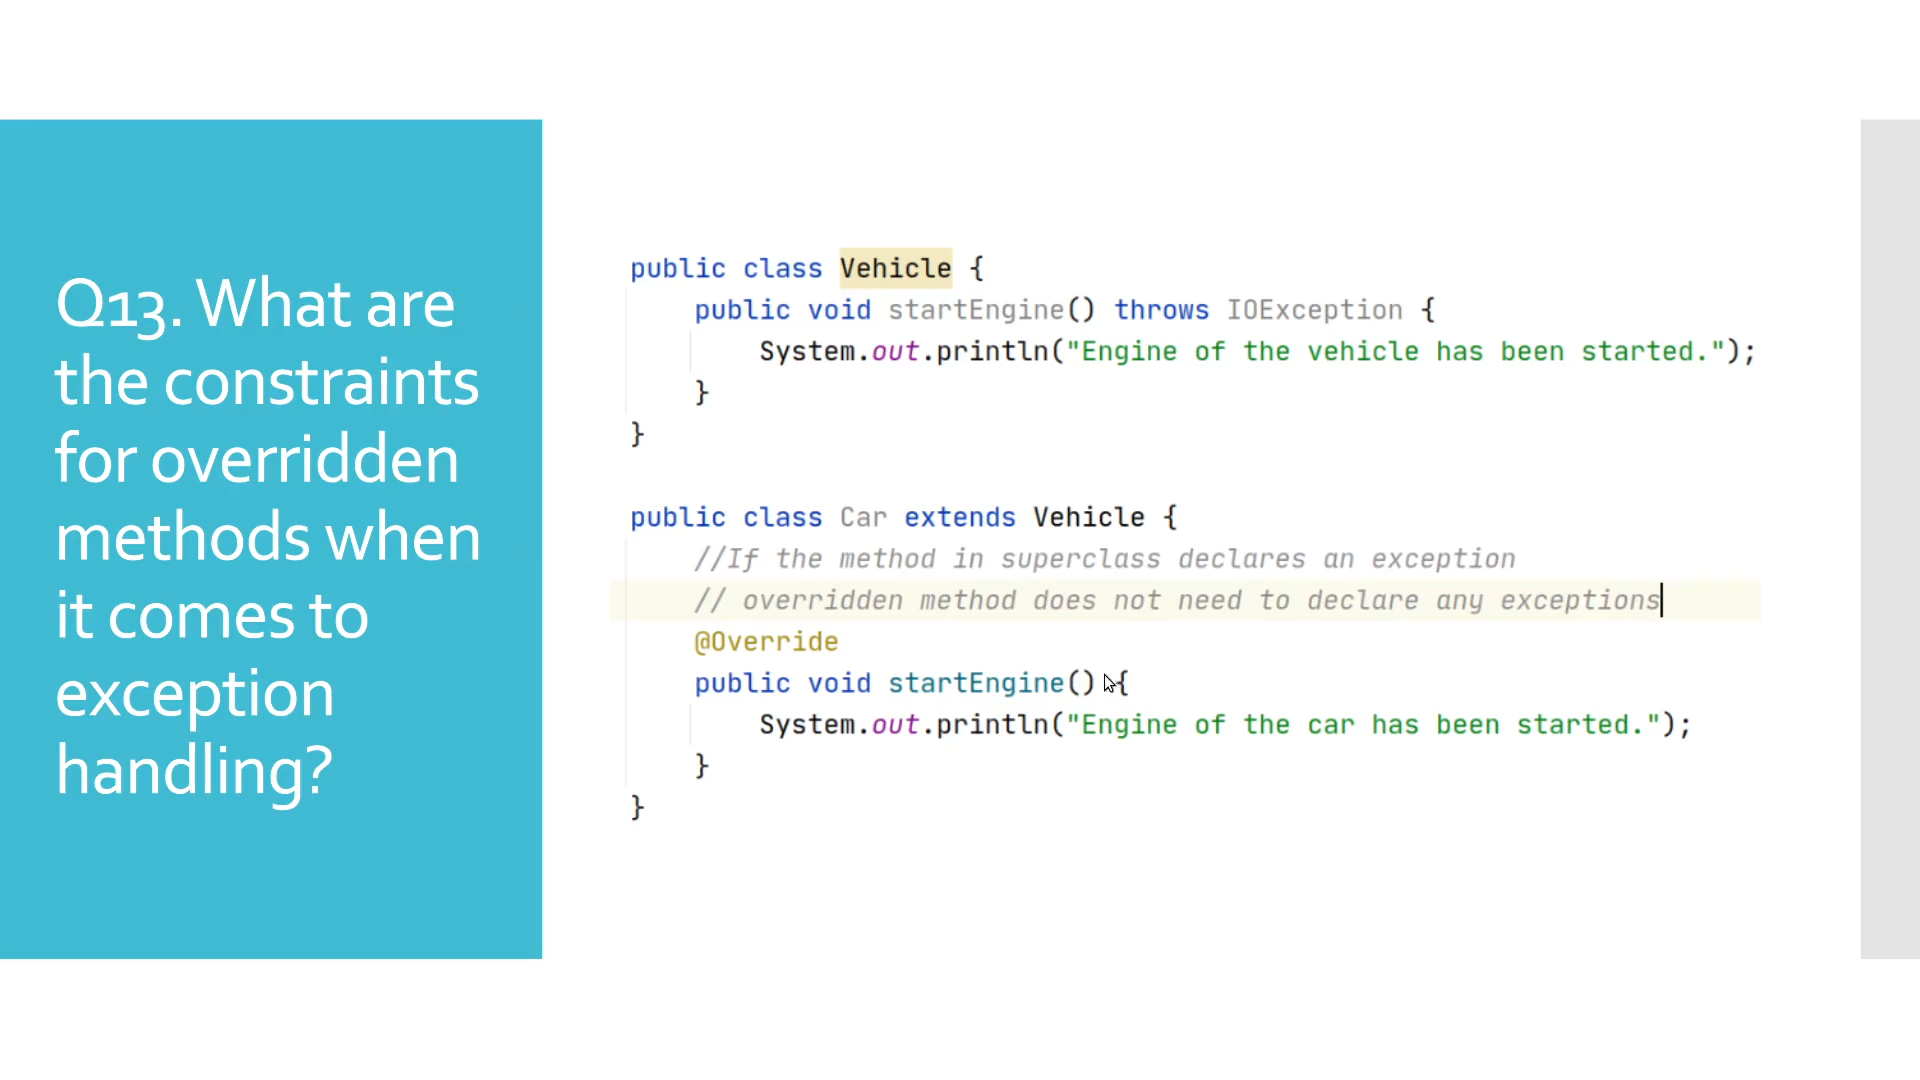 Q13. What are
the constraints
for overridden
methods when
it comes to
exception
handling?
public class Vehicle {
public void startEngine() throws IOException {
System.out.println("Engine of the vehicle has been started.");
}
}
public class Car extends Vehicle {
//If the method in superclass declares an exception
// overridden method does not need to declare any exceptions
@Override
public void startEngine() {
System.out.println("Engine of the car has been started.");
}
}